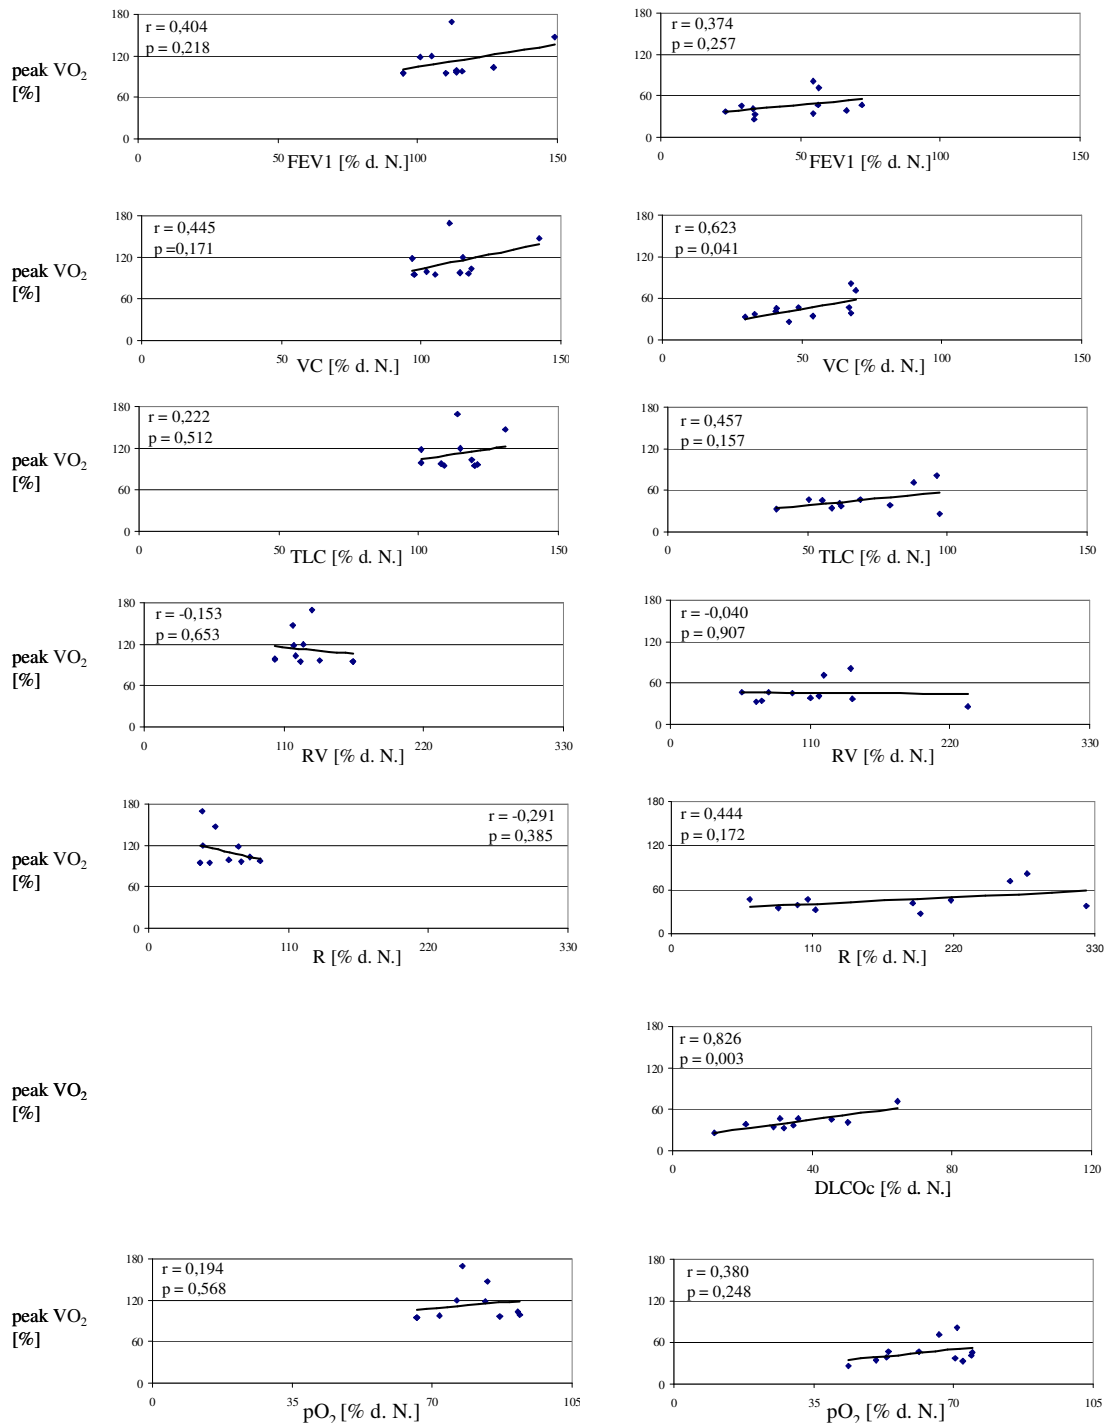 180
120
60
0
r = 0,404
p = 0,218
peak VO2
[%]
0
50
100
150
FEV1 [% d. N.]
180
120
60
0
r = 0,374
p = 0,257
0
50
100
150
FEV1 [% d. N.]
180
120
60
0
r = 0,445
p =0,171
peak VO2
[%]
0
50
100
150
VC [% d. N.]
180
120
60
0
r = 0,623
p = 0,041
0
50
100
150
VC [% d. N.]
180
120
60
0
r = 0,222
p = 0,512
peak VO2
[%]
0
50
100
150
TLC [% d. N.]
180
120
60
0
r = 0,457
p = 0,157
0
50
100
150
TLC [% d. N.]
180
120
60
0
r = -0,153
p = 0,653
peak VO2
[%]
0
110
220
330
RV [% d. N.]
180
120
60
0
r = -0,040
p = 0,907
0
110
220
330
RV [% d. N.]
180
120
60
0
r = -0,291
p = 0,385
peak VO2
[%]
0
110
220
330
R [% d. N.]
180
120
60
0
r = 0,444
p = 0,172
0
110
220
330
R [% d. N.]
peak VO2
[%]
180
120
60
0
r = 0,826
p = 0,003
0
40
80
120
DLCOc [% d. N.]
180
120
60
0
r = 0,194
p = 0,568
peak VO2
[%]
0
35
70
105
pO2 [% d. N.]
180
120
60
0
r = 0,380
p = 0,248
0
35
70
105
pO2 [% d. N.]